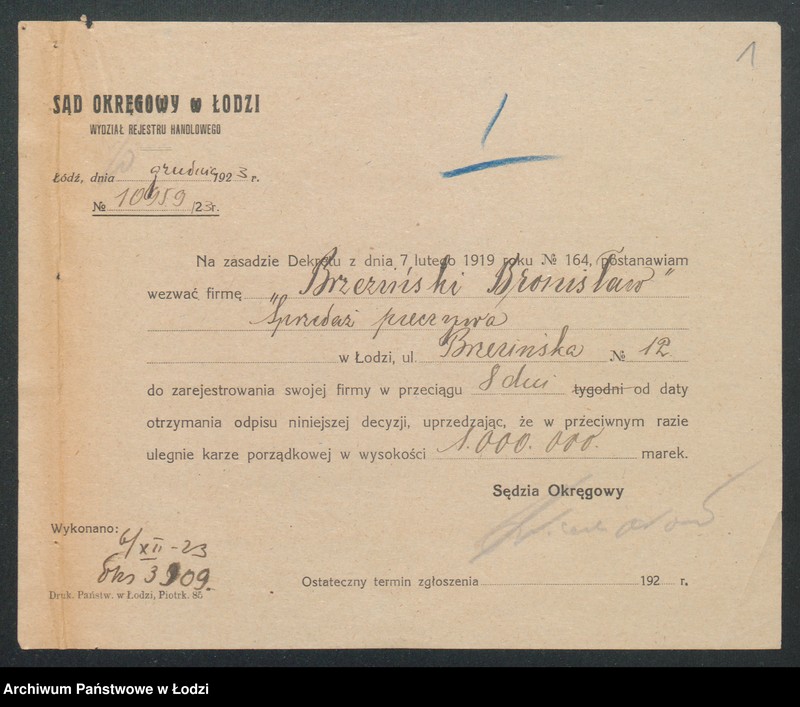 1
SĄD OKRĘGOWY w ŁODZI
WYDZIAŁ REJESTRU HANDLOWEGO
1
Łódź, dnia grudnia 1923 r.
№ 10959/23r.
Na zasadzie Dekretu z dnia 7 lutego 1919 roku № 164, postanawiam
wezwać firmę Brzeziński Bronisław"
"Sprzedaż pieczywa
w Łodzi, ul. Brzezińska № 12
do zarejestrowania swojej firmy w przeciągu 8 dni tygodni od daty
otrzymania odpisu niniejszej decyzji, uprzedzając, że w przeciwnym razie
ulegnie karze porządkowej w wysokości 1.000.000. marek.
Sędzia Okręgowy
Wykonano:
6/XII-23
3909.
Ostateczny termin zgłoszenia 192 r.
Druk. Państw. w Łodzi, Piotrk. 85
Archiwum Państwowe w Łodzi